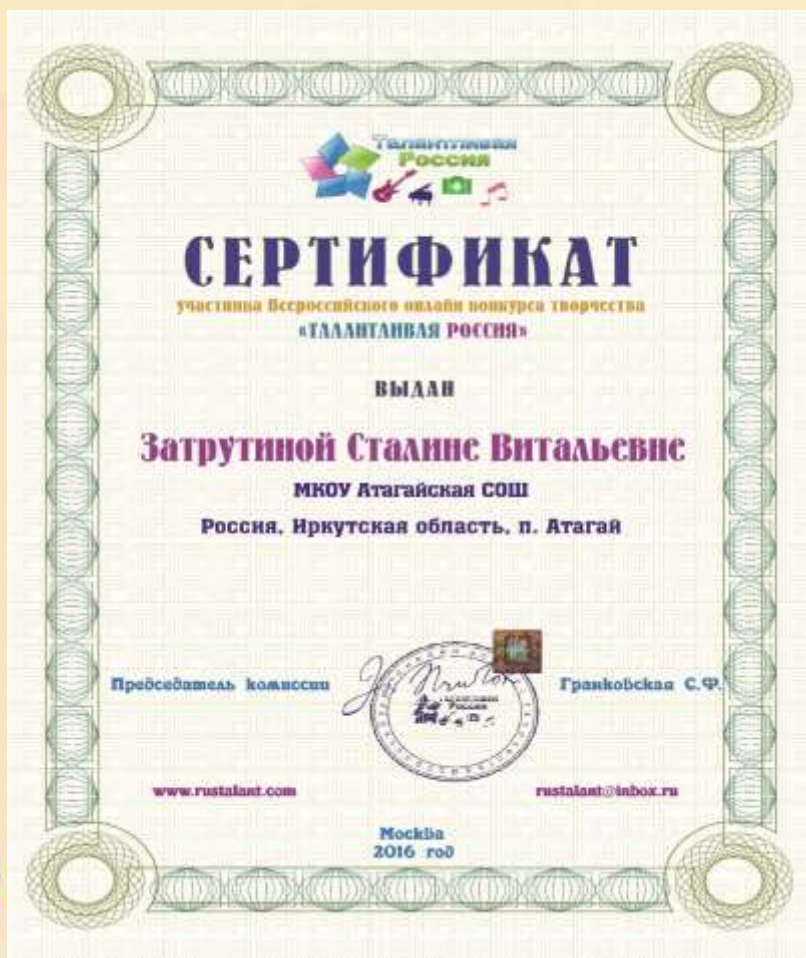 Талантливая
Россия
СЕРТИФИКАТ
участника Всероссийского онлайн конкурса творчества
«ТАЛАНТЛИВАЯ РОССИЯ»
ВЫДАН
Затрутиной Сталине Витальевне
МКОУ Атагайская СОШ
Россия, Иркутская область, п. Атагай
Председатель комиссии
Гранковская С.Ф.
www.rustalant.com
rustalant@inbox.ru
Москва
2016 год